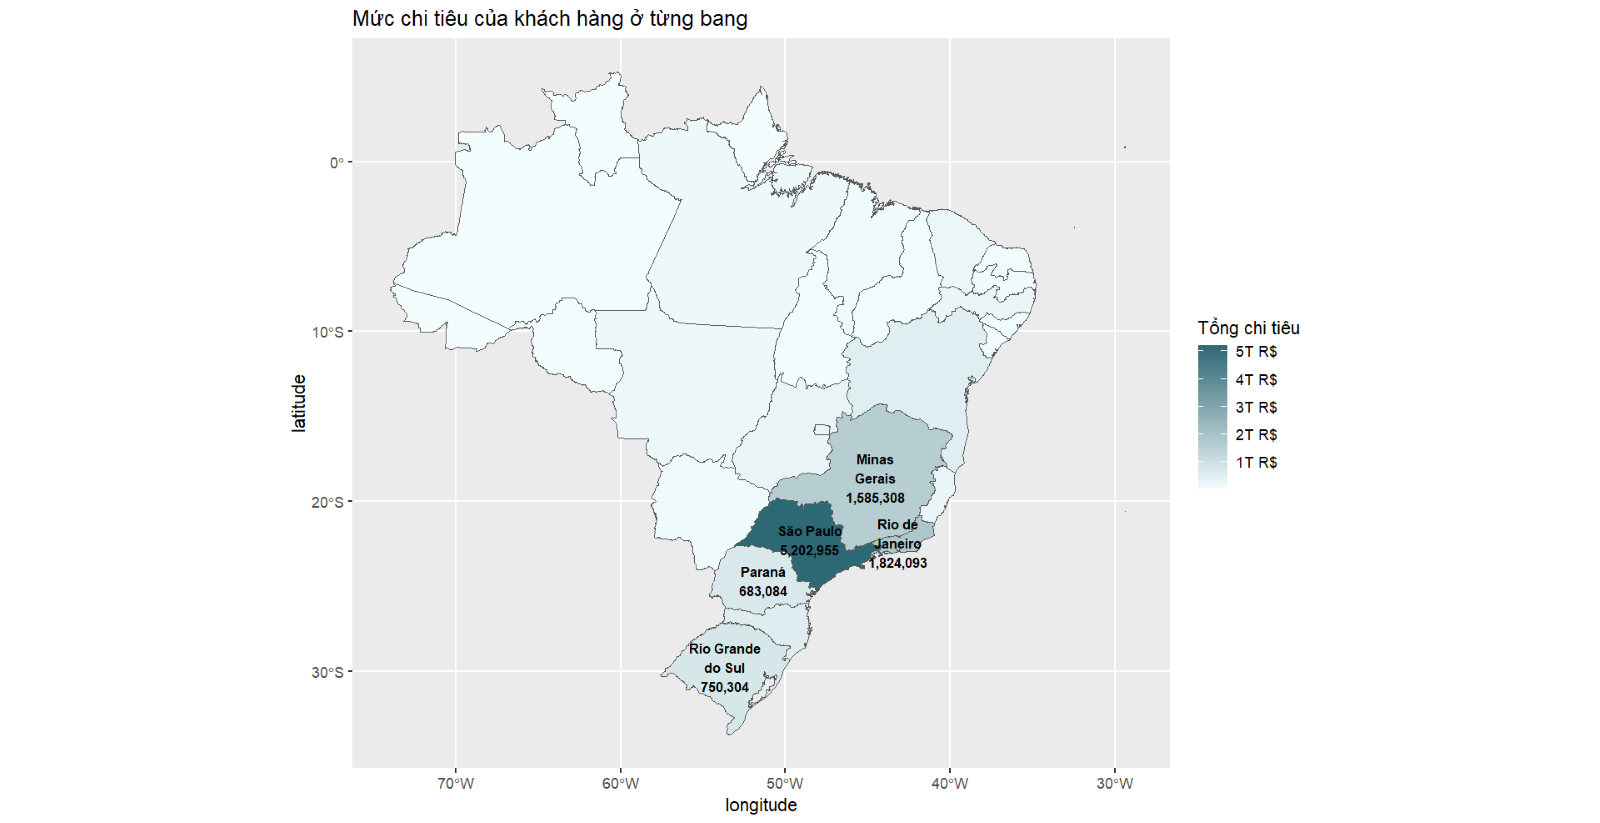 Mức chi tiêu của khách hàng ở từng bang
0°
10°S
20°S
30°S
latitude
Minas
Gerais
1,585,308
São Paulo
5,202,955
Rio de
Janeiro
1,824,093
Paraná
683,084
Rio Grande
do Sul
750,304
70°W
60°W
50°W
40°W
30°W
longitude
Tổng chi tiêu
5T R$
4T R$
3T R$
2T R$
1T R$